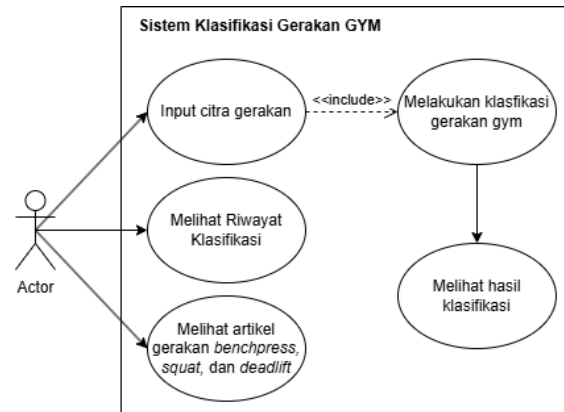 Sistem Klasifikasi Gerakan GYM
Input citra gerakan
<<include>>
Melakukan klasfikasi
gerakan gym
Melihat Riwayat
Klasifikasi
Actor
Melihat hasil
klasifikasi
Melihat artikel
gerakan benchpress,
squat, dan deadlift